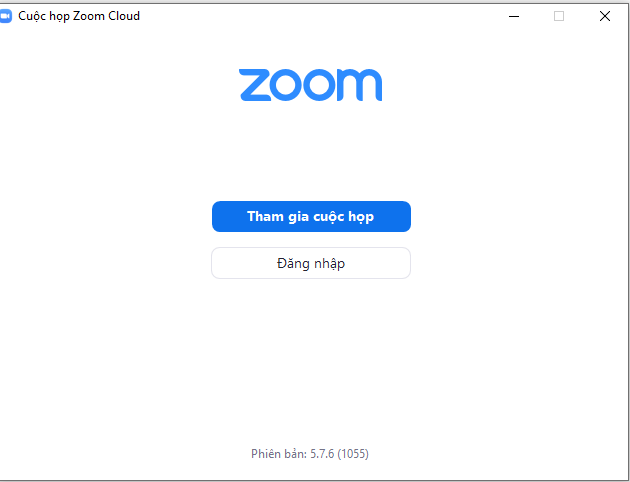 Cuộc họp Zoom Cloud
zoom
Tham gia cuộc họp
Đăng nhập
Phiên bản: 5.7.6 (1055)